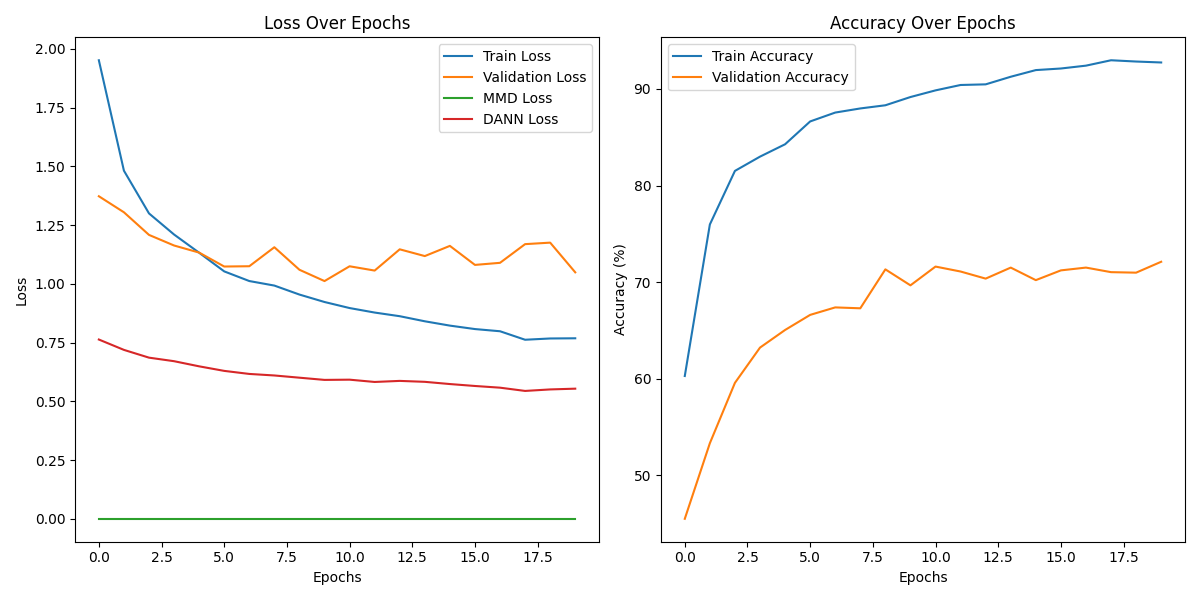 Loss Over Epochs
2.00
1.75
1.50
1.25
1.00
0.75
0.50
0.25
0.00
Loss
0.0 2.5 5.0 7.5 10.0 12.5 15.0 17.5
Epochs
Train Loss
Validation Loss
MMD Loss
DANN Loss
Accuracy Over Epochs
90
80
70
60
50
Accuracy (%)
0.0 2.5 5.0 7.5 10.0 12.5 15.0 17.5
Epochs
Train Accuracy
Validation Accuracy